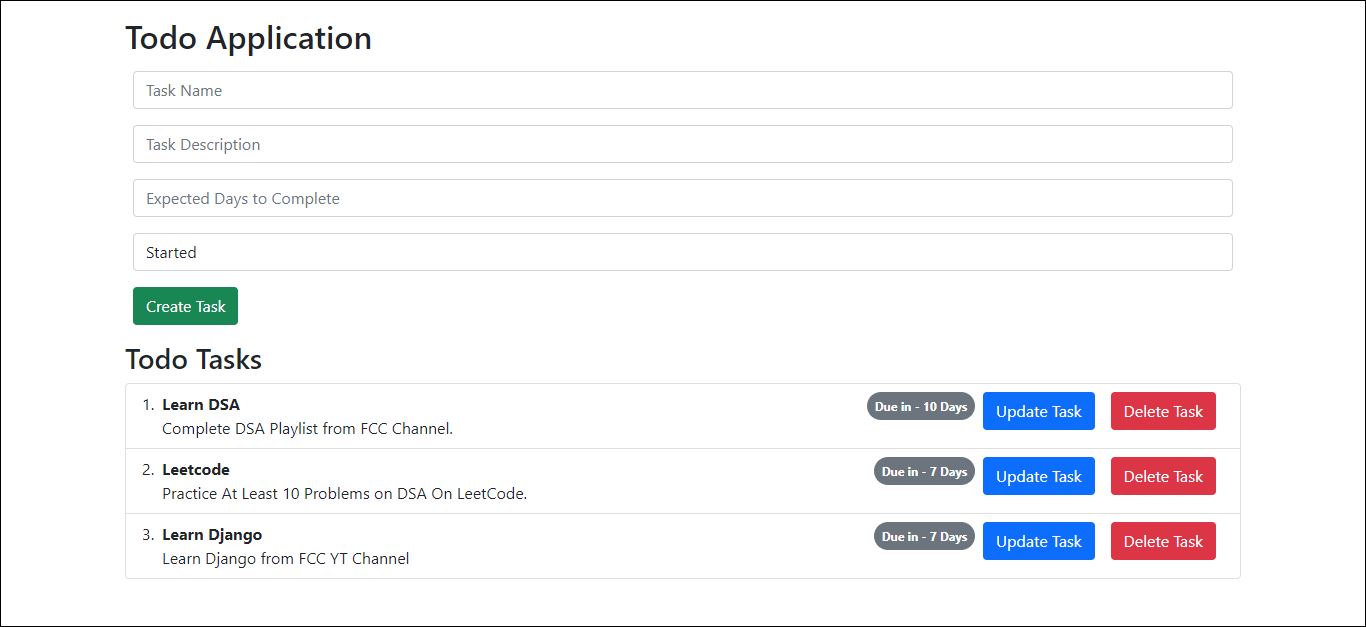 Todo Application
Task Name
Task Description
Expected Days to Complete
Started
Create Task
Todo Tasks
1. Learn DSA Due in - 10 Days Update Task Delete Task
Complete DSA Playlist from FCC Channel.
2. Leetcode Due in - 7 Days Update Task Delete Task
Practice At Least 10 Problems on DSA On LeetCode.
3. Learn Django Due in - 7 Days Update Task Delete Task
Learn Django from FCC YT Channel